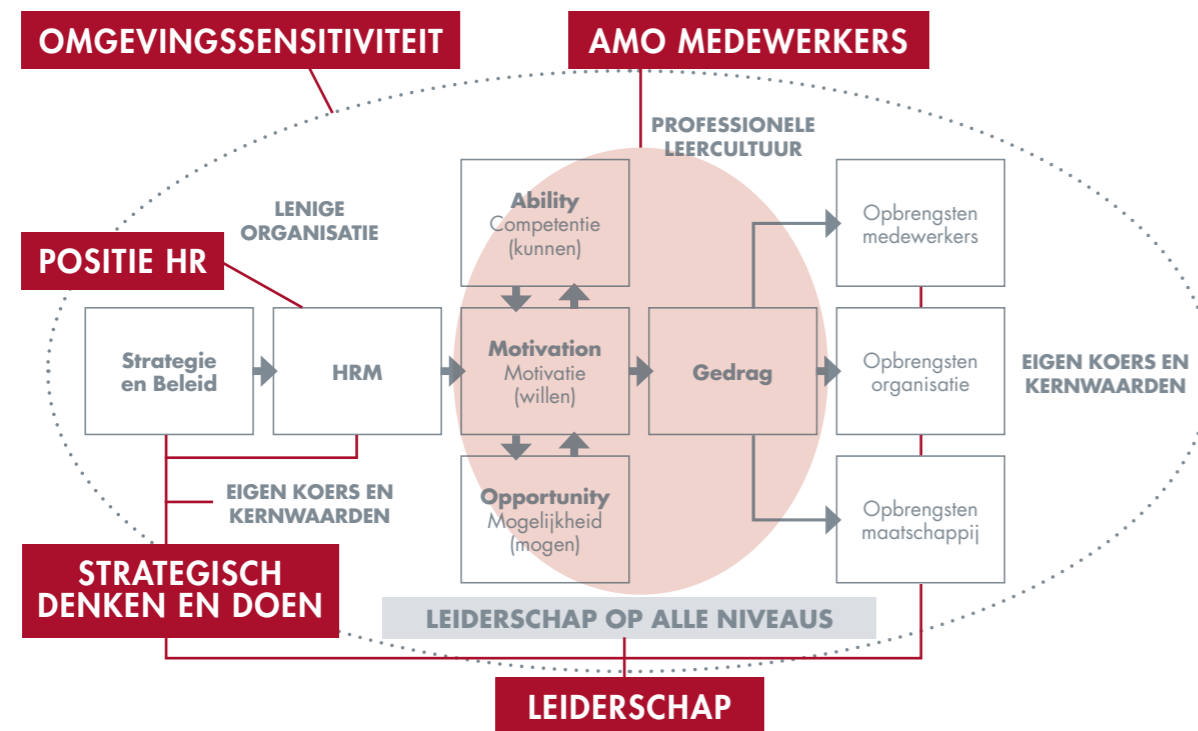 OMGEVINGSSENSITIVITEIT
AMO MEDEWERKERS
PROFESSIONELE
LEERCULTUUR
LENIGE
ORGANISATIE
Ability
Competentie
(kunnen)
Opbrengsten
medewerkers
POSITIE HR
Strategie
en Beleid
HRM
Motivation
Motivatie
(willen)
Gedrag
Opbrengsten
organisatie
EIGEN KOERS EN
KERNWAARDEN
EIGEN KOERS EN
KERNWAARDEN
Opportunity
Mogelijkheid
(mogen)
Opbrengsten
maatschappij
STRATEGISCH
DENKEN EN DOEN
LEIDERSCHAP OP ALLE NIVEAUS
LEIDERSCHAP